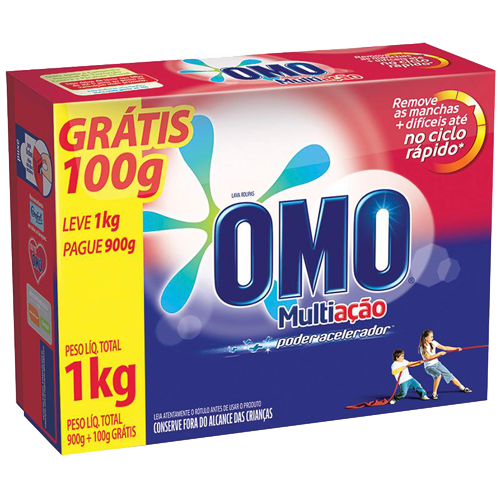 OMO
Multiação
GRÁTIS
100g
LEVE 1kg
PAGUE 900g
PESO LÍQ. TOTAL
1kg
PESO LÍQ. TOTAL
900g + 100g GRÁTIS
Remove
as manchas
+ difíceis até
no ciclo
rápido*
LAVA ROUPAS
OMO
Multiação
poder acelerador
LEIA ATENTAMENTE O RÓTULO ANTES DE USAR O PRODUTO
CONSERVE FORA DO ALCANCE DAS CRIANÇAS